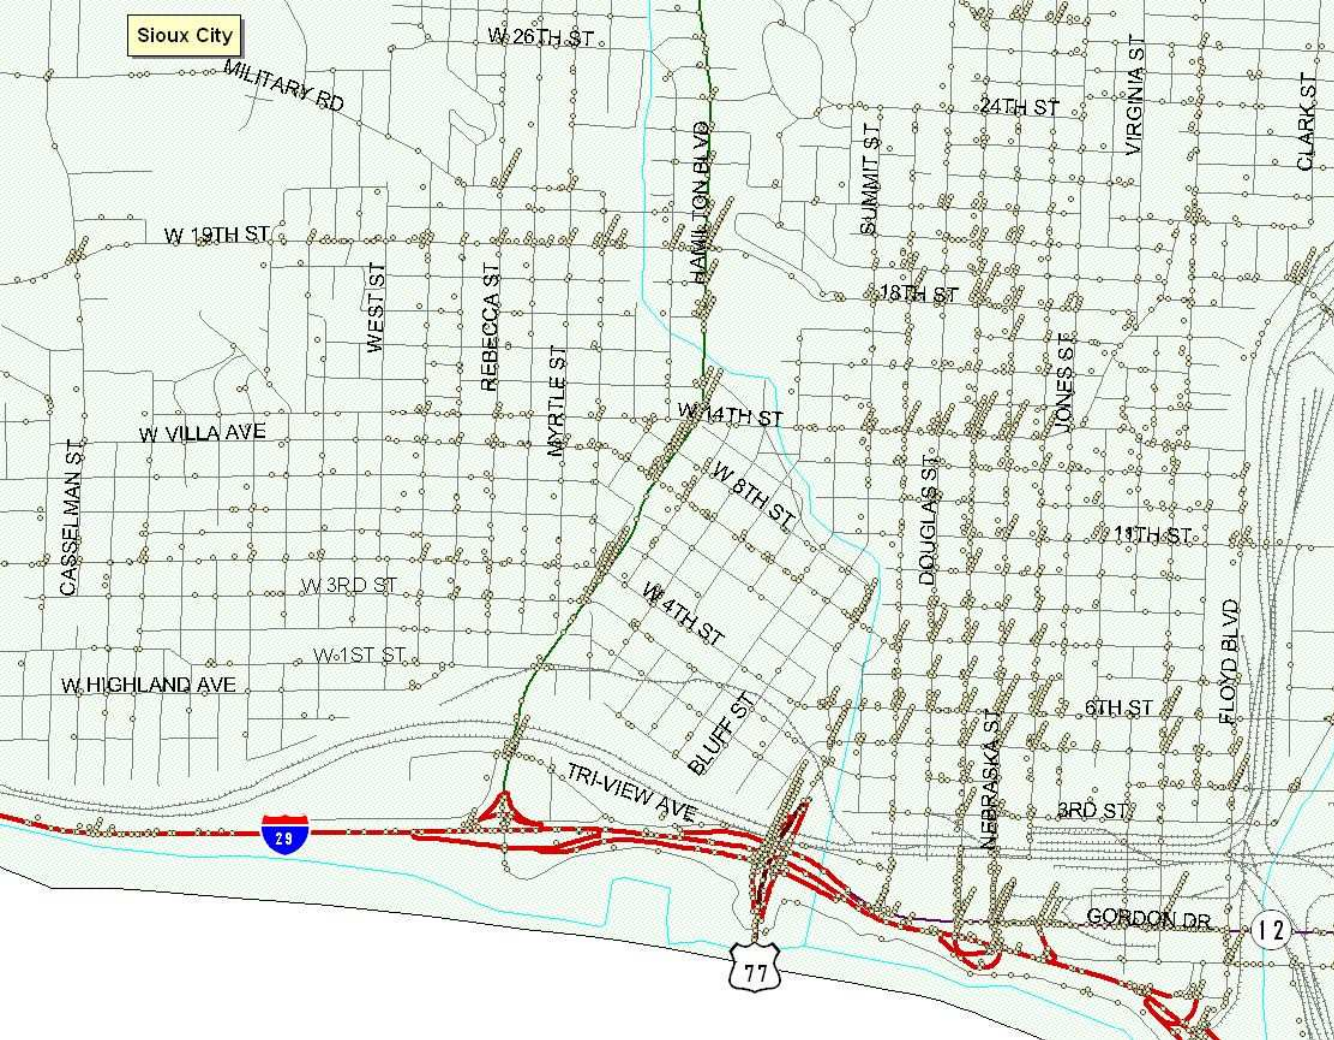 Sioux City
W 26TH ST
MILITARY RD
HAMILTON BLVD
SUMMIT ST
24TH ST
VIRGINIA ST
CLARK ST
W 19TH ST
WEST ST
REBECCA ST
MYRTLE ST
18TH ST
JONES ST
W 14TH ST
W VILLA AVE
CASSELMAN ST
W 8TH ST
DOUGLAS ST
11TH ST
W 3RD ST
W 4TH ST
W 1ST ST
W HIGHLAND AVE
FLOYD BLVD
6TH ST
BLUFF ST
NEBRASKA ST
TRI-VIEW AVE
3RD ST
29
GORDON DR
12
77